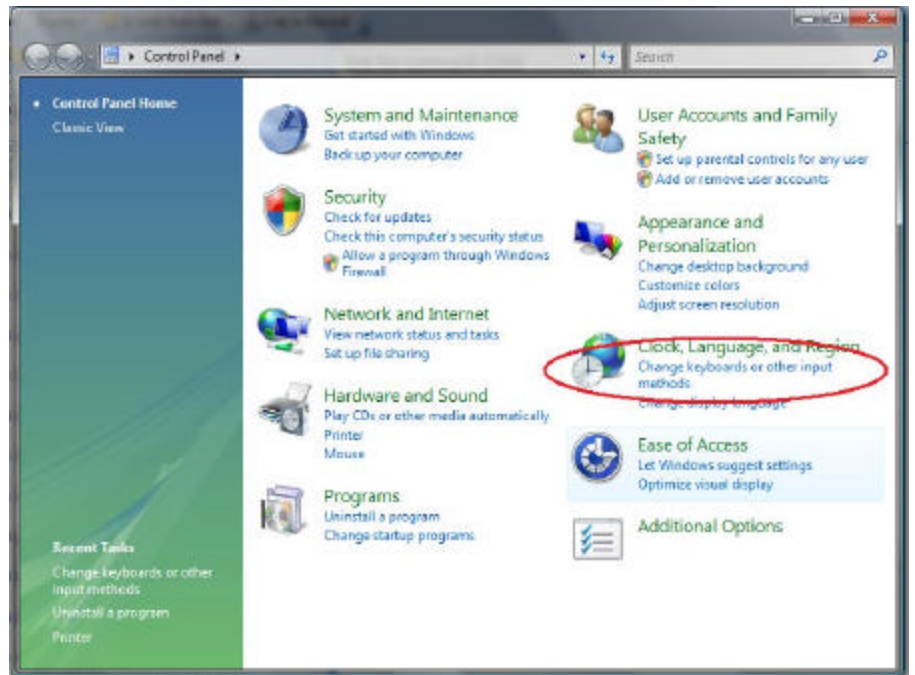 Control Panel
Search
Control Panel Home
Classic View
System and Maintenance
Get started with Windows
Back up your computer
Security
Check for updates
Check this computer's security status
Allow a program through Windows
Firewall
Network and Internet
View network status and tasks
Set up file sharing
Hardware and Sound
Play CDs or other media automatically
Printer
Mouse
Programs
Uninstall a program
Change startup programs
User Accounts and Family
Safety
Set up parental controls for any user
Add or remove user accounts
Appearance and
Personalization
Change desktop background
Customize colors
Adjust screen resolution
Clock, Language, and Region
Change keyboards or other input
methods
Change display language
Ease of Access
Let Windows suggest settings
Optimize visual display
Additional Options
Recent Tasks
Change keyboards or other
input methods
Uninstall a program
Printer